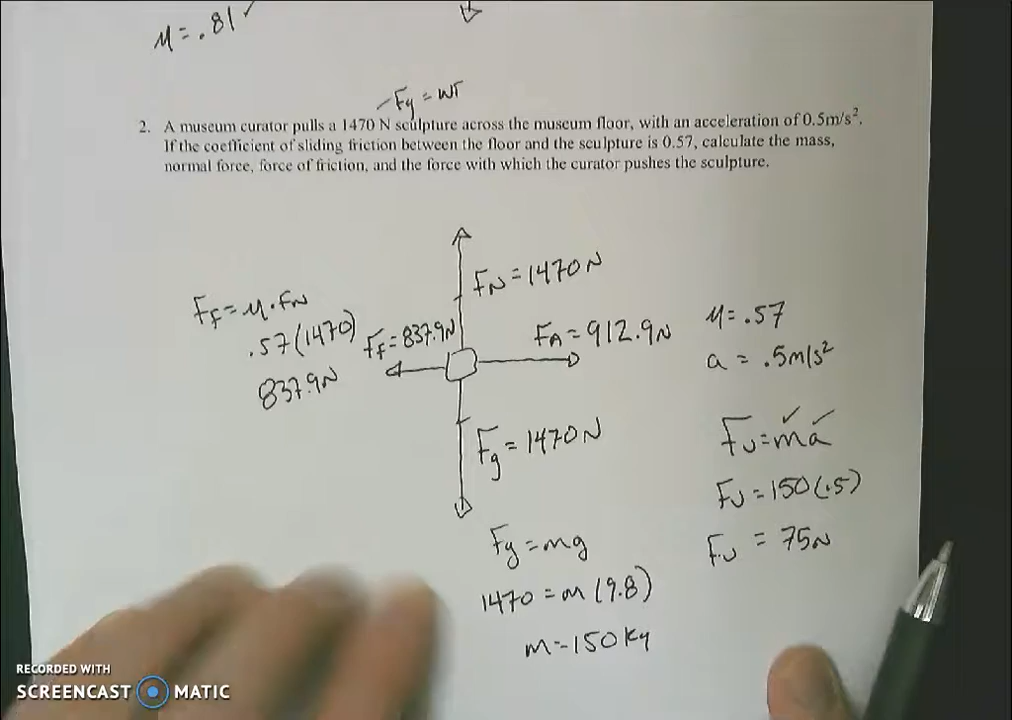 μ = .81 ✓
Fg = wt
2. A museum curator pulls a 1470 N sculpture across the museum floor, with an acceleration of 0.5m/s².
If the coefficient of sliding friction between the floor and the sculpture is 0.57, calculate the mass,
normal force, force of friction, and the force with which the curator pushes the sculpture.
FN = 1470N
FF = μ · FN
.57(1470)
837.9N
FF = 837.9N
FA = 912.9N
μ = .57
a = .5m/s²
Fg = 1470N
FU = ma
FU = 150(.5)
FU = 75N
Fg = mg
1470 = m(9.8)
m = 150kg
RECORDED WITH
SCREENCAST MATIC